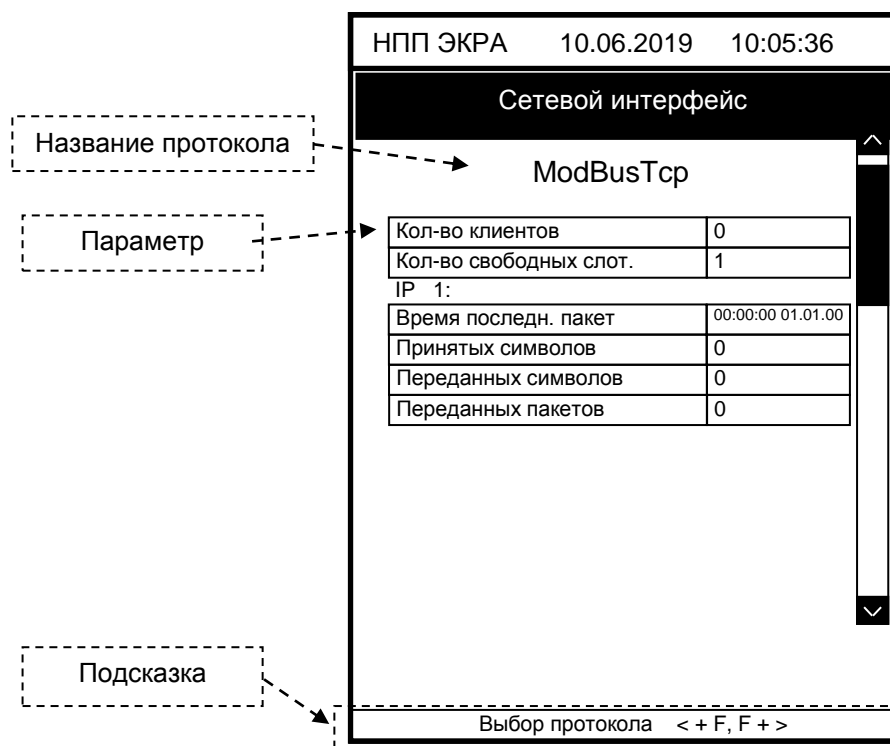 НПП ЭКРА 10.06.2019 10:05:36
Сетевой интерфейс
Название протокола
ModBusTcp
Параметр
Кол-во клиентов 0
Кол-во свободных слот. 1
IP 1:
Время последн. пакет 00:00:00 01.01.00
Принятых символов 0
Переданных символов 0
Переданных пакетов 0
Подсказка
Выбор протокола < + F, F + >